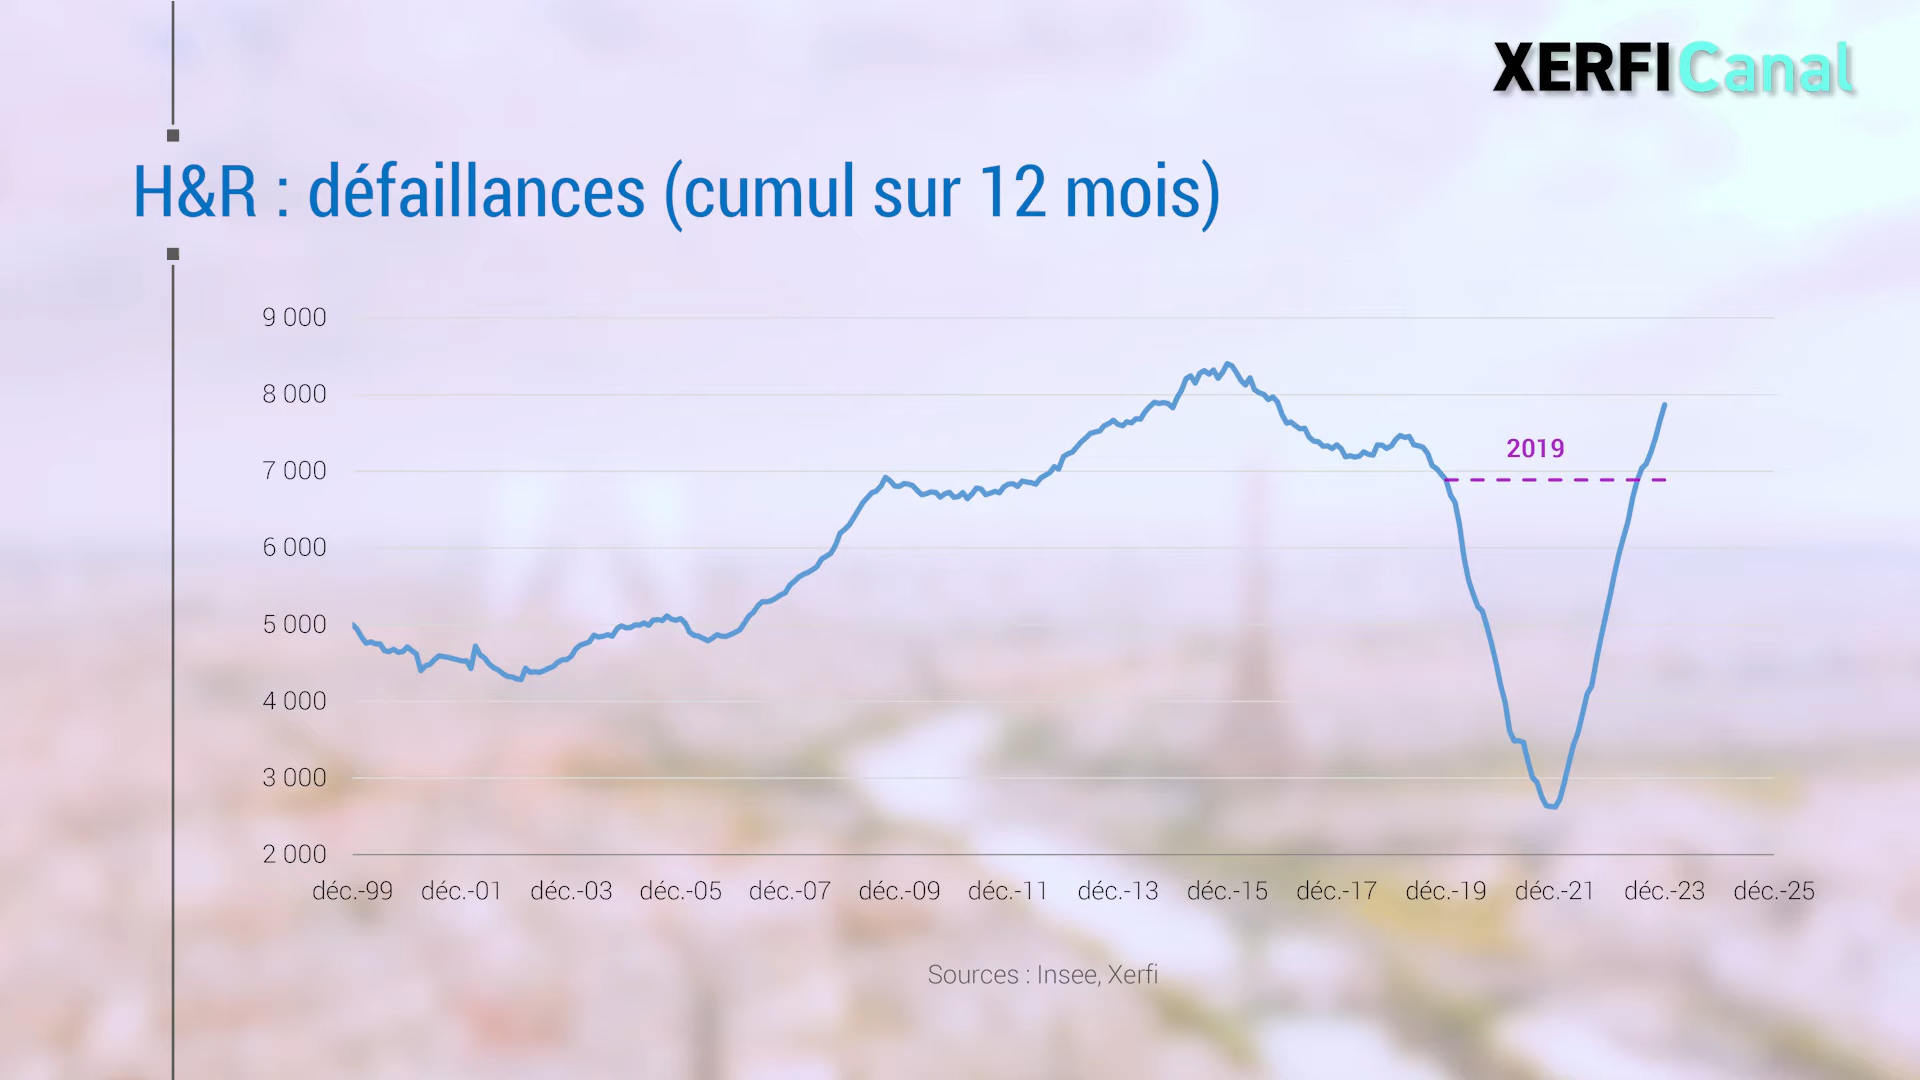 XERFI Canal
H&R : défaillances (cumul sur 12 mois)
9 000
8 000
7 000
6 000
5 000
4 000
3 000
2 000
2019
déc.-99 déc.-01 déc.-03 déc.-05 déc.-07 déc.-09 déc.-11 déc.-13 déc.-15 déc.-17 déc.-19 déc.-21 déc.-23 déc.-25
Sources : Insee, Xerfi